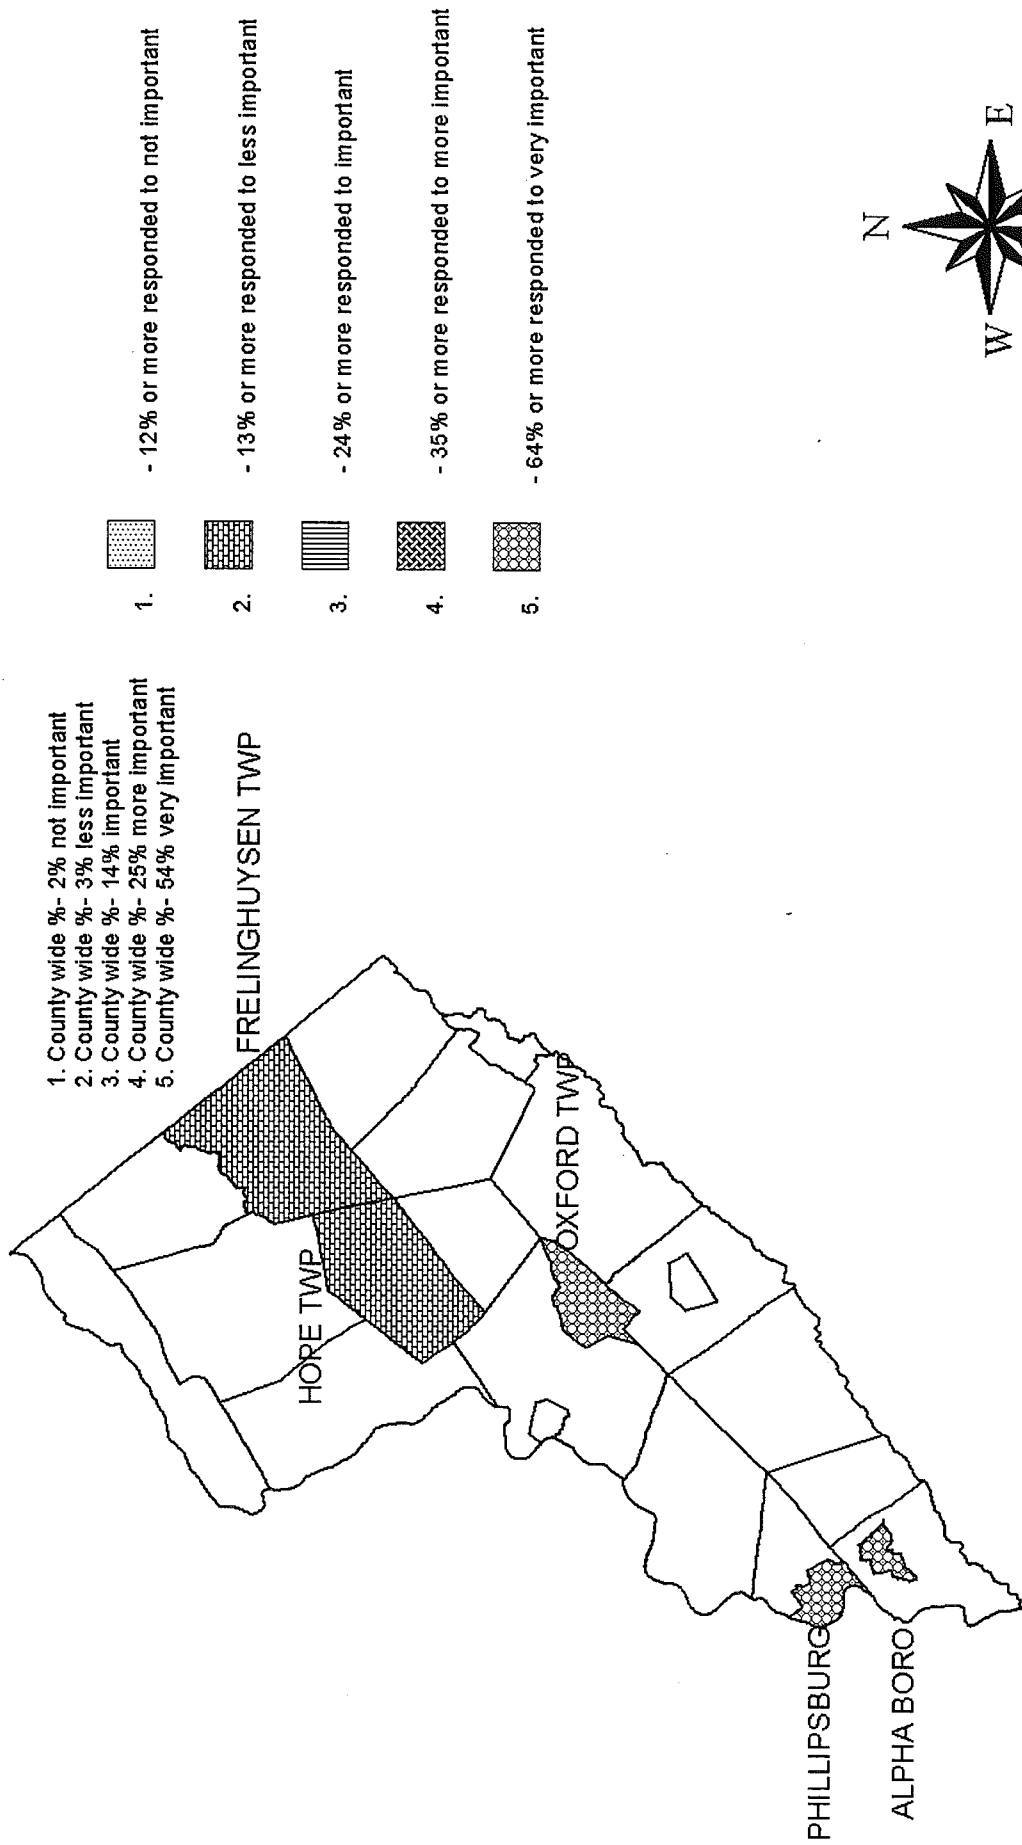 1. County wide %- 2% not important
2. County wide %- 3% less important
3. County wide %- 14% important
4. County wide %- 25% more important
5. County wide %- 54% very important
1. - 12% or more responded to not important
2. - 13% or more responded to less important
3. - 24% or more responded to important
4. - 35% or more responded to more important
5. - 64% or more responded to very important
FRELINGHUYSEN TWP
HOPE TWP
OXFORD TWP
PHILLIPSBURG
ALPHA BORO
N
W E